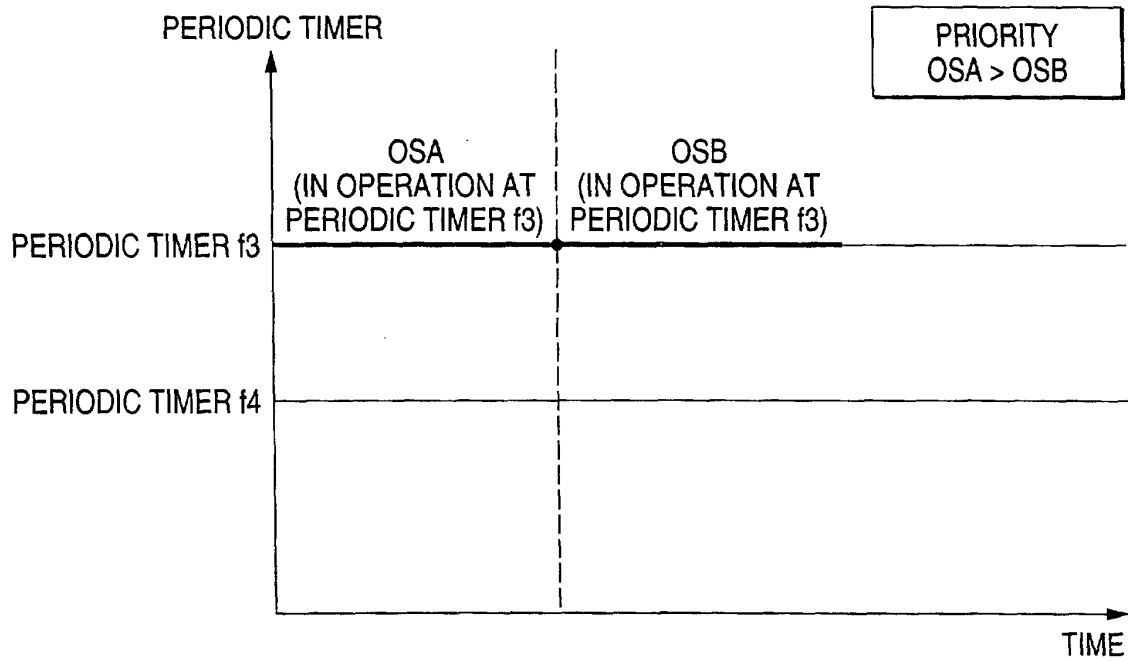 PERIODIC TIMER
PRIORITY
OSA > OSB
OSA
(IN OPERATION AT
PERIODIC TIMER f3)
OSB
(IN OPERATION AT
PERIODIC TIMER f3)
PERIODIC TIMER f3
PERIODIC TIMER f4
TIME